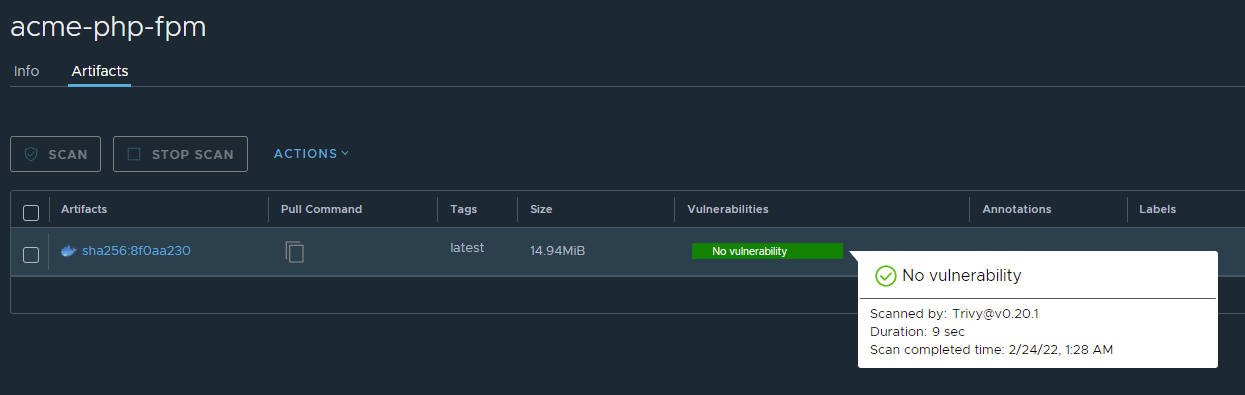 acme-php-fpm
Info Artifacts
SCAN STOP SCAN ACTIONS
Artifacts Pull Command Tags Size Vulnerabilities Annotations Labels
sha256:8f0aa230 latest 14.94MiB No vulnerability
No vulnerability
Scanned by: Trivy@v0.20.1
Duration: 9 sec
Scan completed time: 2/24/22, 1:28 AM